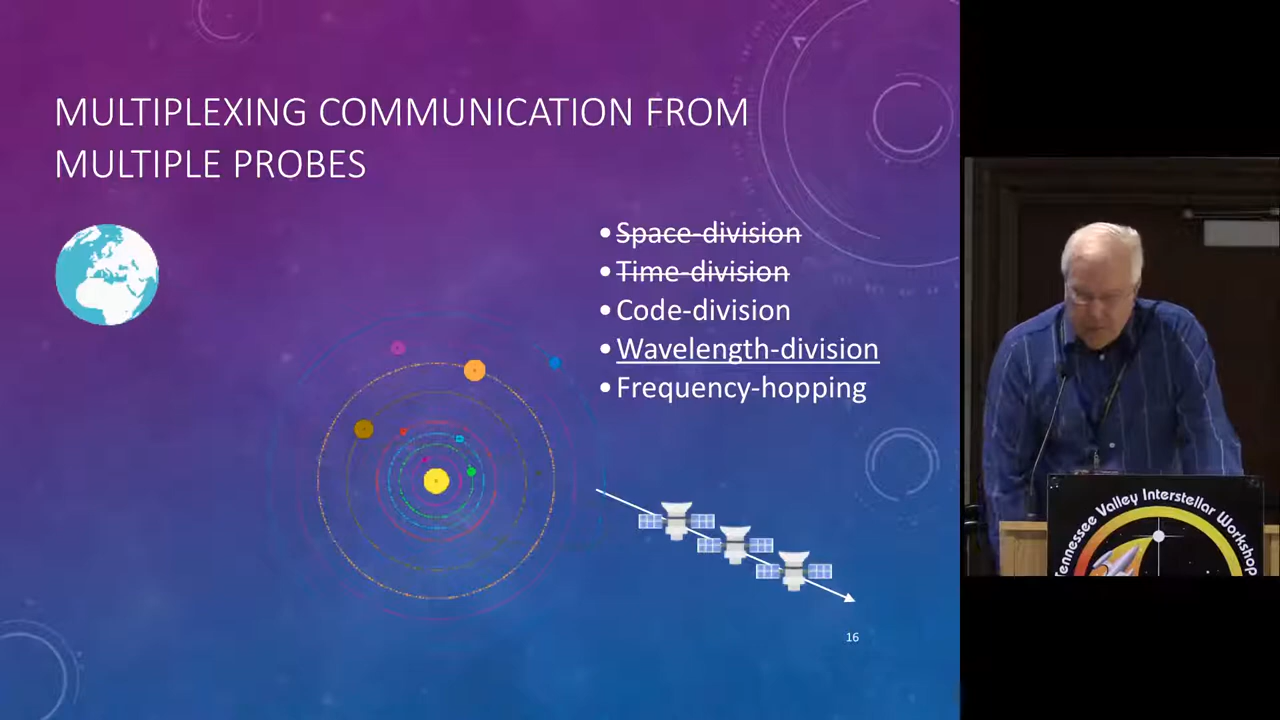 MULTIPLEXING COMMUNICATION FROM
MULTIPLE PROBES
• Space-division
• Time-division
• Code-division
• Wavelength-division
• Frequency-hopping
16
Tennessee Valley Interstellar Workshop